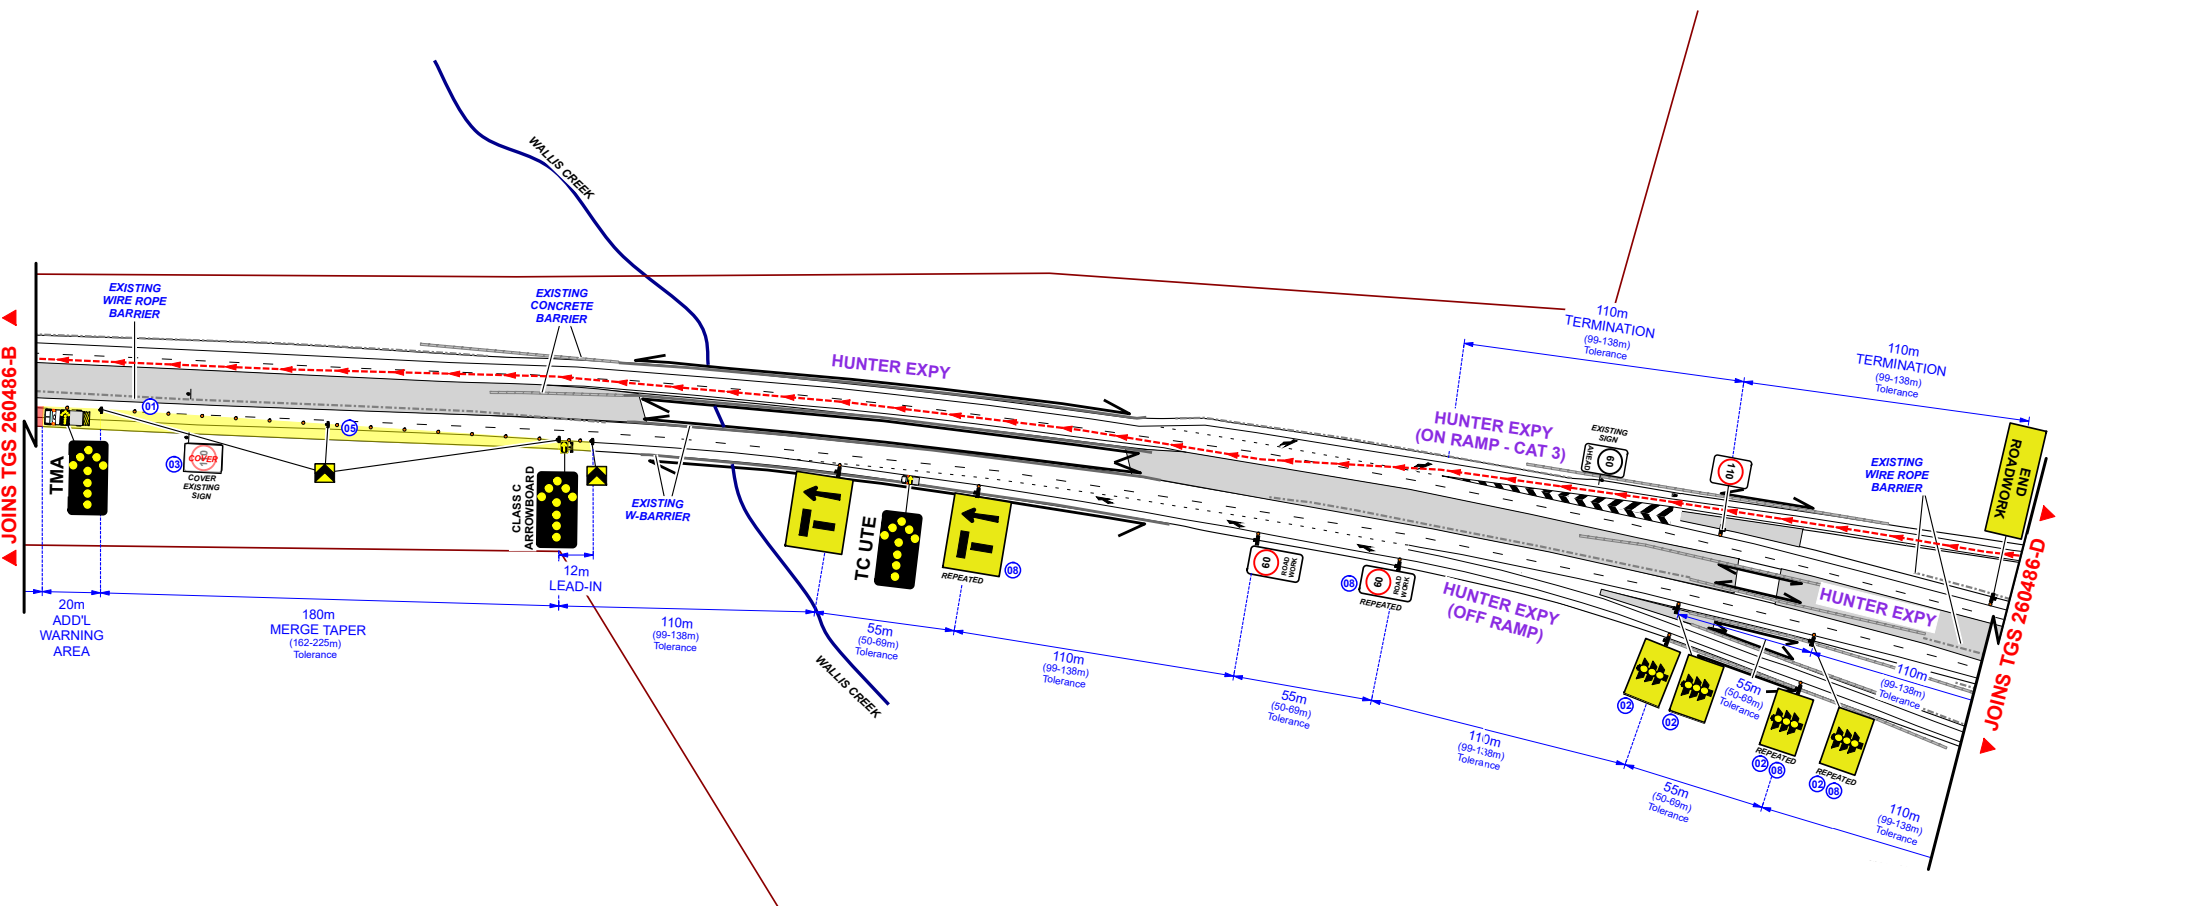 WALLIS CREEK
JOINS TGS 260486-B
EXISTING
WIRE ROPE
BARRIER
EXISTING
CONCRETE
BARRIER
HUNTER EXPY
110m
TERMINATION
(99-138m)
Tolerance
110m
TERMINATION
(99-138m)
Tolerance
HUNTER EXPY
(ON RAMP - CAT 3)
EXISTING
SIGN
60
AHEAD
110
EXISTING
WIRE ROPE
BARRIER
END
ROADWORK
JOINS TGS 260486-D
01
05
03
COVER
COVER
EXISTING
SIGN
TMA
CLASS C
ARROWBOARD
EXISTING
W-BARRIER
TC UTE
REPEATED
08
60
ROAD
WORK
08
60
ROAD
WORK
REPEATED
HUNTER EXPY
(OFF RAMP)
HUNTER EXPY
02
02
REPEATED
02
08
REPEATED
02
08
20m
ADD'L
WARNING
AREA
180m
MERGE TAPER
(162-225m)
Tolerance
12m
LEAD-IN
110m
(99-138m)
Tolerance
55m
(50-69m)
Tolerance
110m
(99-138m)
Tolerance
55m
(50-69m)
Tolerance
110m
(99-138m)
Tolerance
55m
(50-69m)
Tolerance
110m
(99-138m)
Tolerance
55m
(50-69m)
Tolerance
110m
(99-138m)
Tolerance
WALLIS CREEK